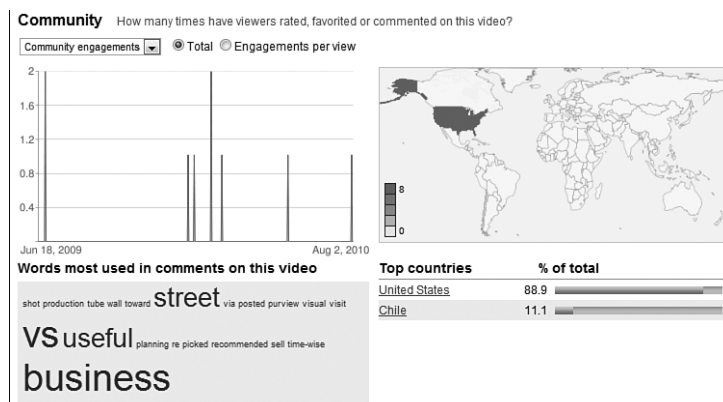 Community How many times have viewers rated, favorited or commented on this video?
Community engagements Total Engagements per view
2
1.6
1.2
0.8
0.4
Jun 18, 2009 Aug 2, 2010
8
0
Words most used in comments on this video
shot production tube wall toward street via posted purview visual visit
vs useful planning re picked recommended sell time-wise
business
Top countries % of total
United States 88.9
Chile 11.1